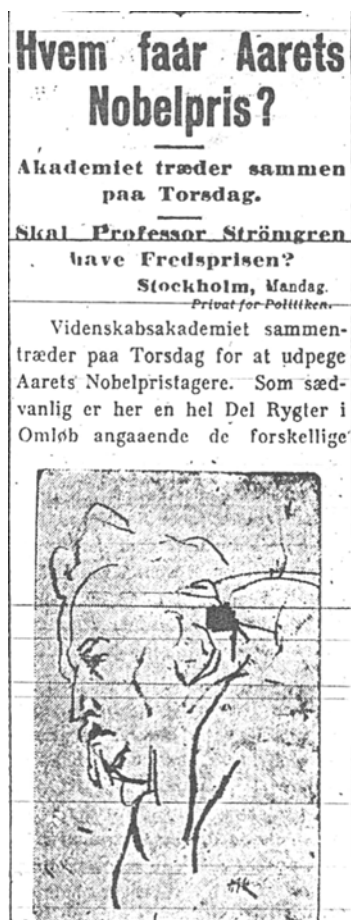 Hvem faar Aarets
Nobelpris?
Akademiet træder sammen
paa Torsdag.
Skal Professor Strömgren
have Fredsprisen?
Stockholm, Mandag.
Privat for Politiken.
Videnskabsakademiet sammen-
træder paa Torsdag for at udpege
Aarets Nobelpristagere. Som sæd-
vanlig er her en hel Del Rygter i
Omløb angaaende de forskellige